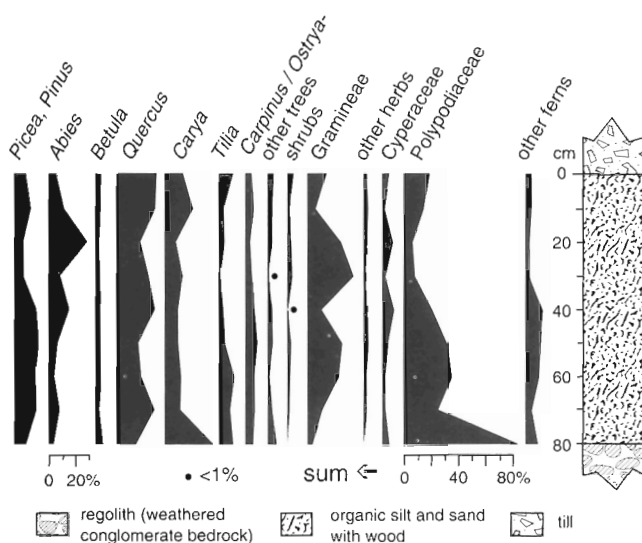 Picea, Pinus
Abies
Betula
Quercus
Carya
Tilia
Carpinus / Ostrya-
other trees
shrubs
Gramineae
other herbs
Cyperaceae
Polypodiaceae
other ferns
cm
0
20
40
60
80
0 20%
• <1%
sum ←
0 40 80%
regolith (weathered
conglomerate bedrock)
organic silt and sand
with wood
till